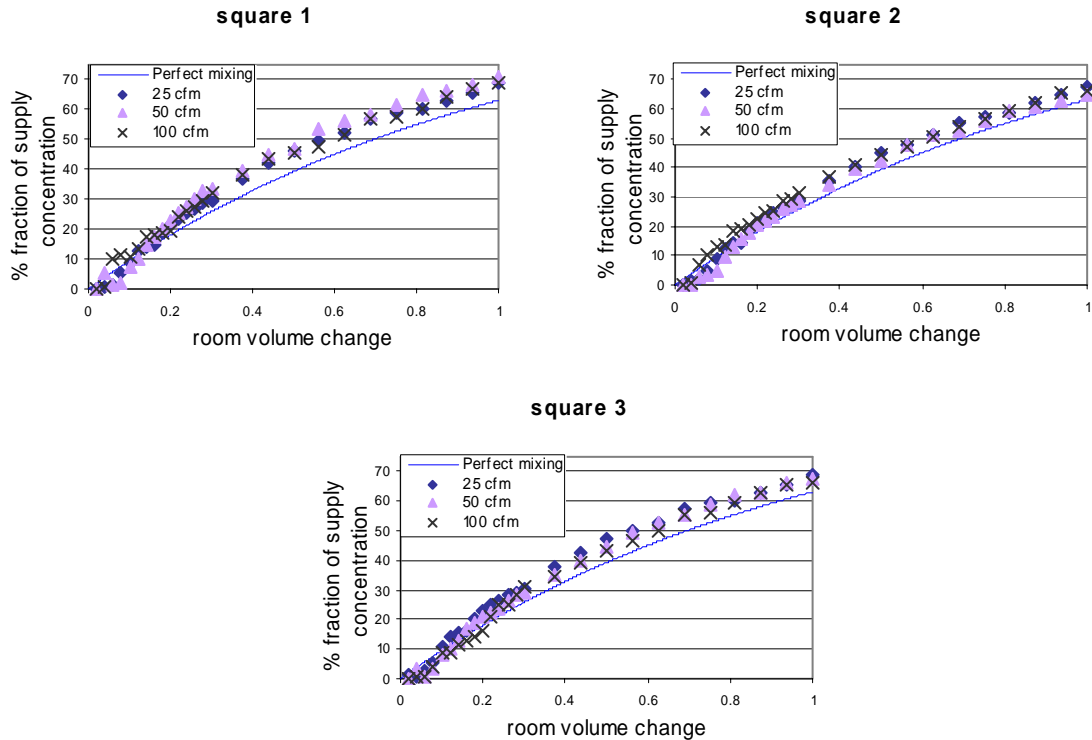 square 1
% fraction of supply
concentration
70
60
50
40
30
20
10
0
Perfect mixing
25 cfm
50 cfm
100 cfm
0
0.2
0.4
0.6
0.8
1
room volume change
square 2
% fraction of supply
concentration
70
60
50
40
30
20
10
0
Perfect mixing
25 cfm
50 cfm
100 cfm
0
0.2
0.4
0.6
0.8
1
room volume change
square 3
% fraction of supply
concentration
70
60
50
40
30
20
10
0
Perfect mixing
25 cfm
50 cfm
100 cfm
0
0.2
0.4
0.6
0.8
1
room volume change